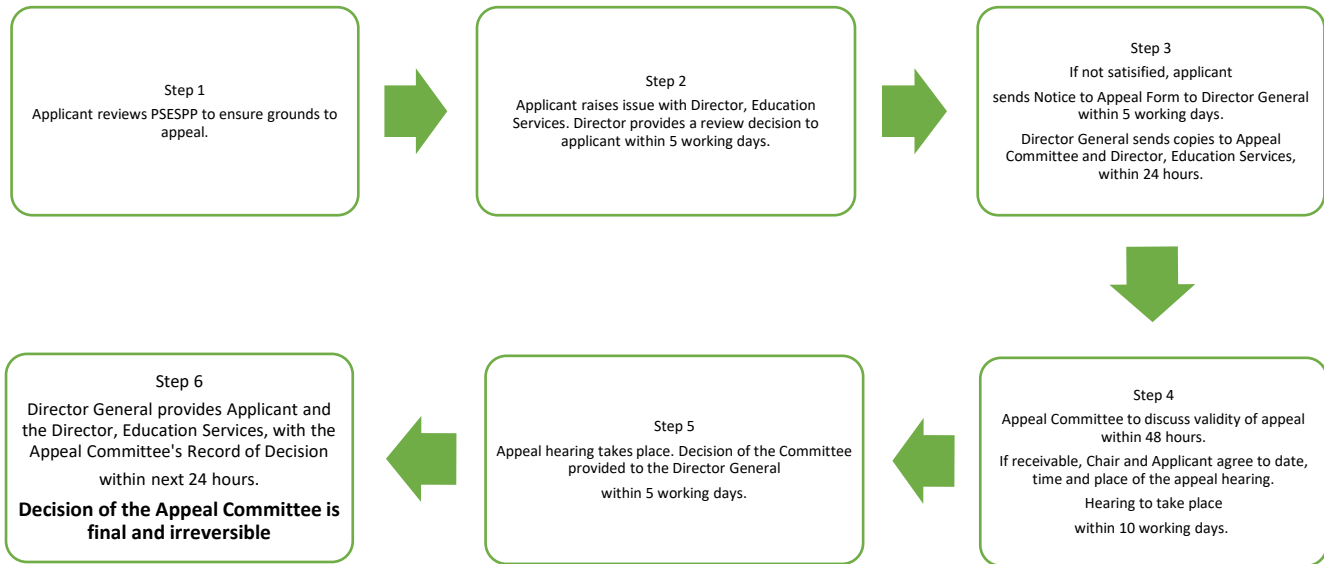 Step 1
Applicant reviews PSESPP to ensure grounds to
appeal.
Step 2
Applicant raises issue with Director, Education
Services. Director provides a review decision to
applicant within 5 working days.
Step 3
If not satisified, applicant
sends Notice to Appeal Form to Director General
within 5 working days.
Director General sends copies to Appeal
Committee and Director, Education Services,
within 24 hours.
Step 4
Appeal Committee to discuss validity of appeal
within 48 hours.
If receivable, Chair and Applicant agree to date,
time and place of the appeal hearing.
Hearing to take place
within 10 working days.
Step 5
Appeal hearing takes place. Decision of the Committee
provided to the Director General
within 5 working days.
Step 6
Director General provides Applicant and
the Director, Education Services, with the
Appeal Committee's Record of Decision
within next 24 hours.
Decision of the Appeal Committee is
final and irreversible